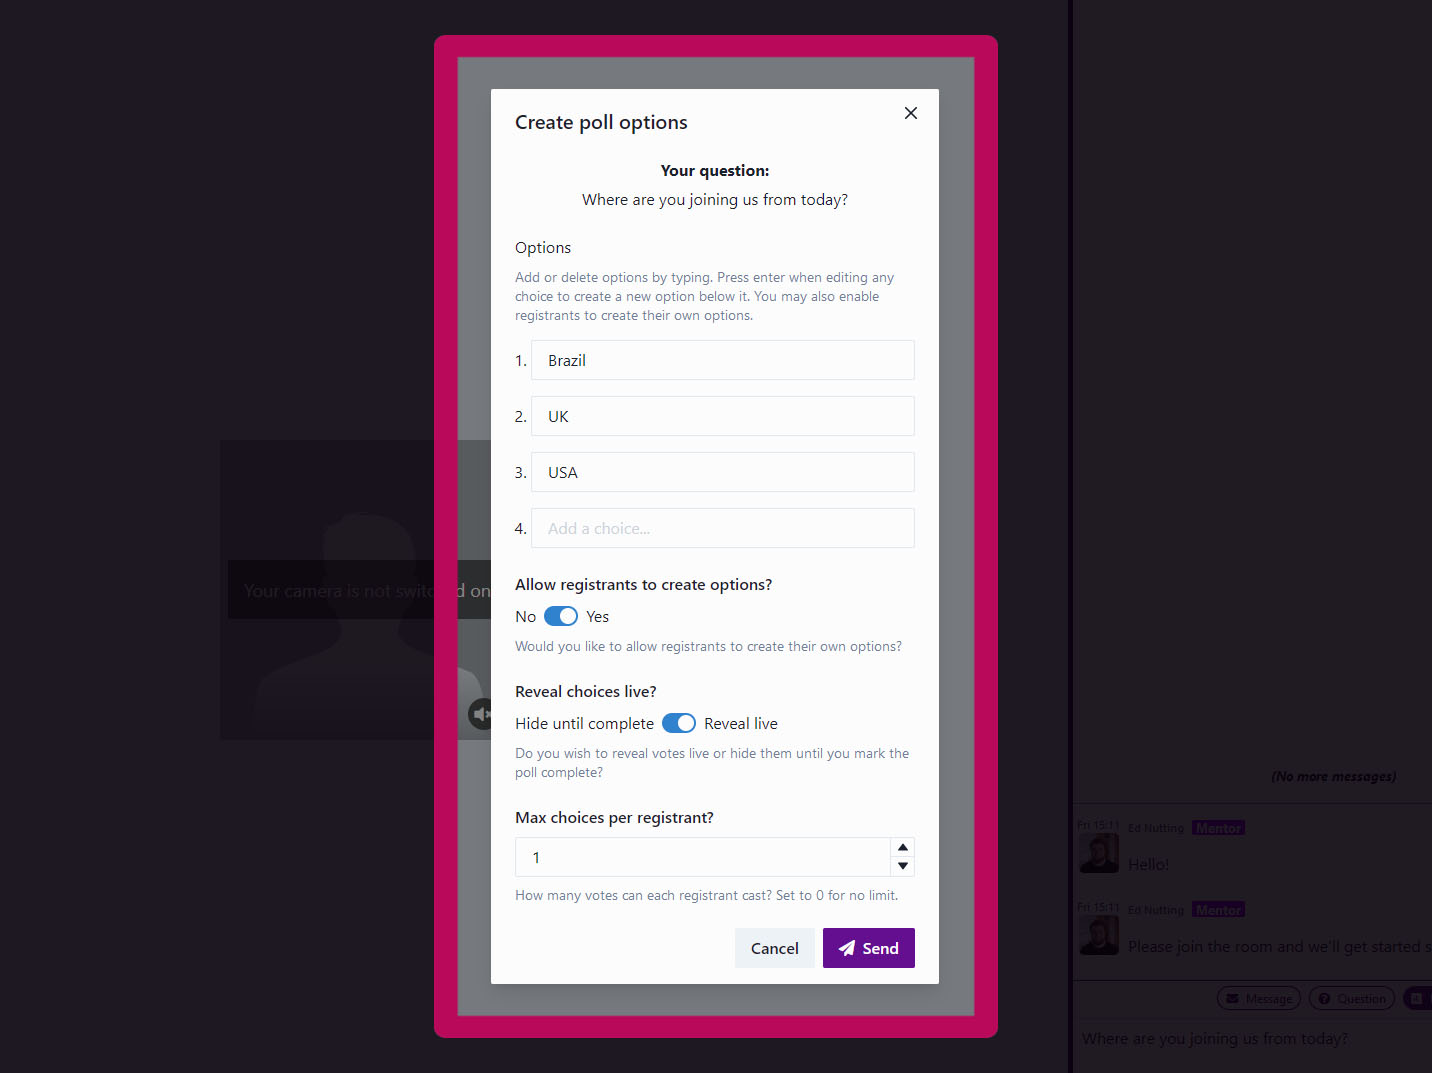 Create poll options
Your question:
Where are you joining us from today?
Options
Add or delete options by typing. Press enter when editing any
choice to create a new option below it. You may also enable
registrants to create their own options.
1. Brazil
2. UK
3. USA
4. Add a choice...
Allow registrants to create options?
No Yes
Would you like to allow registrants to create their own options?
Reveal choices live?
Hide until complete Reveal live
Do you wish to reveal votes live or hide them until you mark the
poll complete?
Max choices per registrant?
1
How many votes can each registrant cast? Set to 0 for no limit.
Cancel Send
Your camera is not switched on
(No more messages)
Fri 15:11 Ed Nutting Mentor
Hello!
Fri 15:11 Ed Nutting Mentor
Please join the room and we'll get started s
Message Question
Where are you joining us from today?